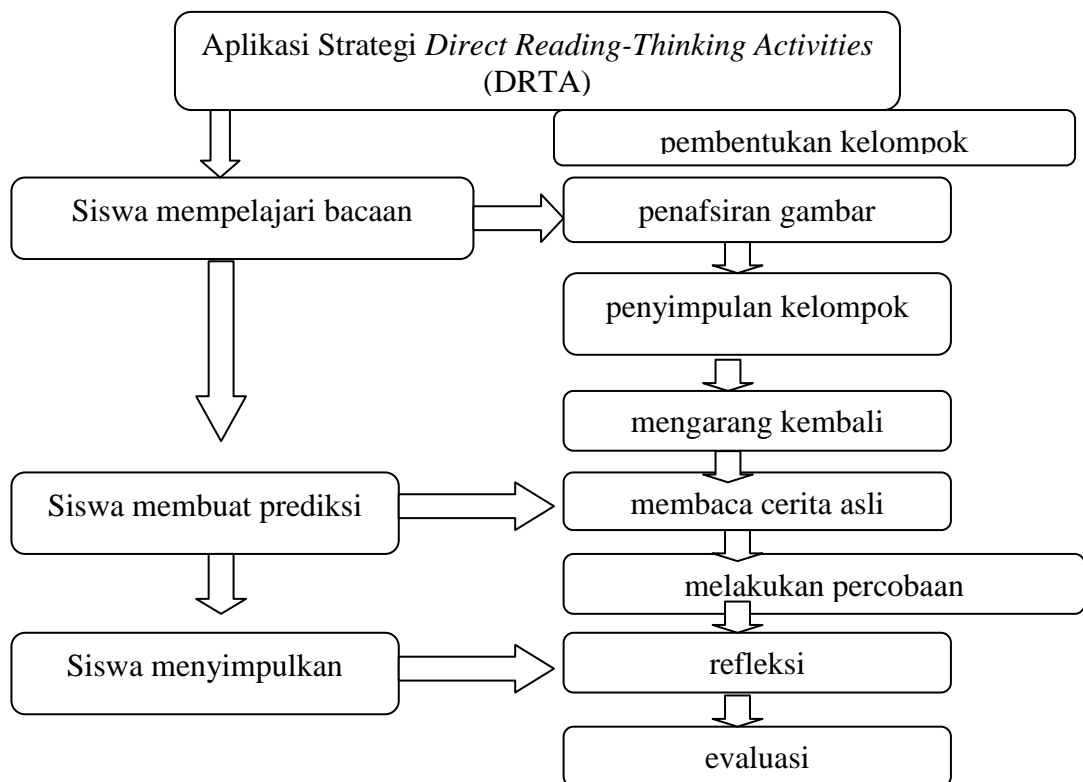 Aplikasi Strategi Direct Reading-Thinking Activities
(DRTA)
pembentukan kelompok
Siswa mempelajari bacaan
penafsiran gambar
penyimpulan kelompok
mengarang kembali
Siswa membuat prediksi
membaca cerita asli
melakukan percobaan
Siswa menyimpulkan
refleksi
evaluasi